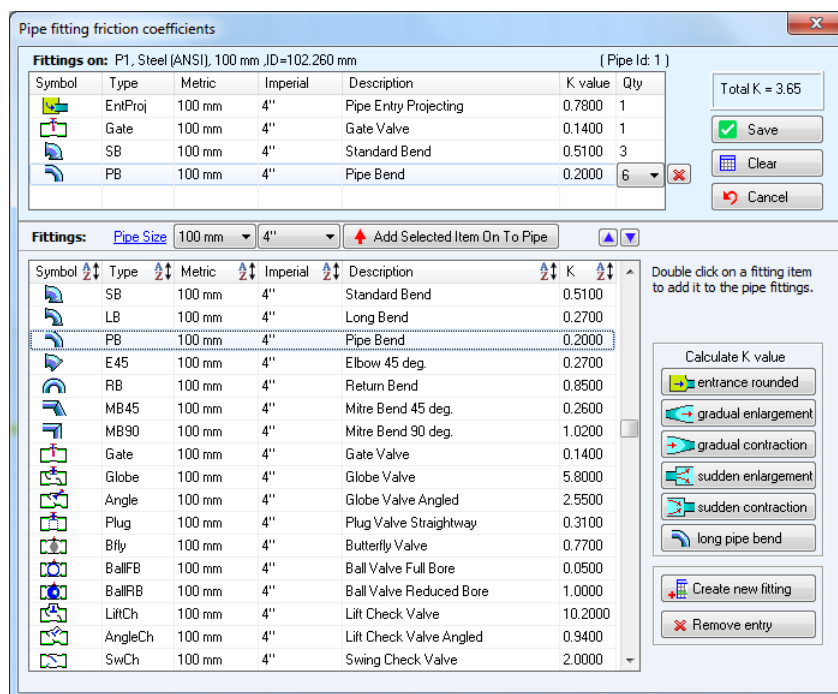 Pipe fitting friction coefficients
Fittings on: P1, Steel (ANSI), 100 mm ,ID=102.260 mm ( Pipe Id: 1 )
Symbol Type Metric Imperial Description K value Qty
EntProj 100 mm 4" Pipe Entry Projecting 0.7800 1
Gate 100 mm 4" Gate Valve 0.1400 1
SB 100 mm 4" Standard Bend 0.5100 3
PB 100 mm 4" Pipe Bend 0.2000 6
Total K = 3.65
Save
Clear
Cancel
Fittings: Pipe Size 100 mm 4" Add Selected Item On To Pipe
Symbol Type Metric Imperial Description K
SB 100 mm 4" Standard Bend 0.5100
LB 100 mm 4" Long Bend 0.2700
PB 100 mm 4" Pipe Bend 0.2000
E45 100 mm 4" Elbow 45 deg. 0.2700
RB 100 mm 4" Return Bend 0.8500
MB45 100 mm 4" Mitre Bend 45 deg. 0.2600
MB90 100 mm 4" Mitre Bend 90 deg. 1.0200
Gate 100 mm 4" Gate Valve 0.1400
Globe 100 mm 4" Globe Valve 5.8000
Angle 100 mm 4" Globe Valve Angled 2.5500
Plug 100 mm 4" Plug Valve Straightway 0.3100
Bfly 100 mm 4" Butterfly Valve 0.7700
BallFB 100 mm 4" Ball Valve Full Bore 0.0500
BallRB 100 mm 4" Ball Valve Reduced Bore 1.0000
LiftCh 100 mm 4" Lift Check Valve 10.2000
AngleCh 100 mm 4" Lift Check Valve Angled 0.9400
SwCh 100 mm 4" Swing Check Valve 2.0000
Double click on a fitting item
to add it to the pipe fittings.
Calculate K value
entrance rounded
gradual enlargement
gradual contraction
sudden enlargement
sudden contraction
long pipe bend
Create new fitting
Remove entry